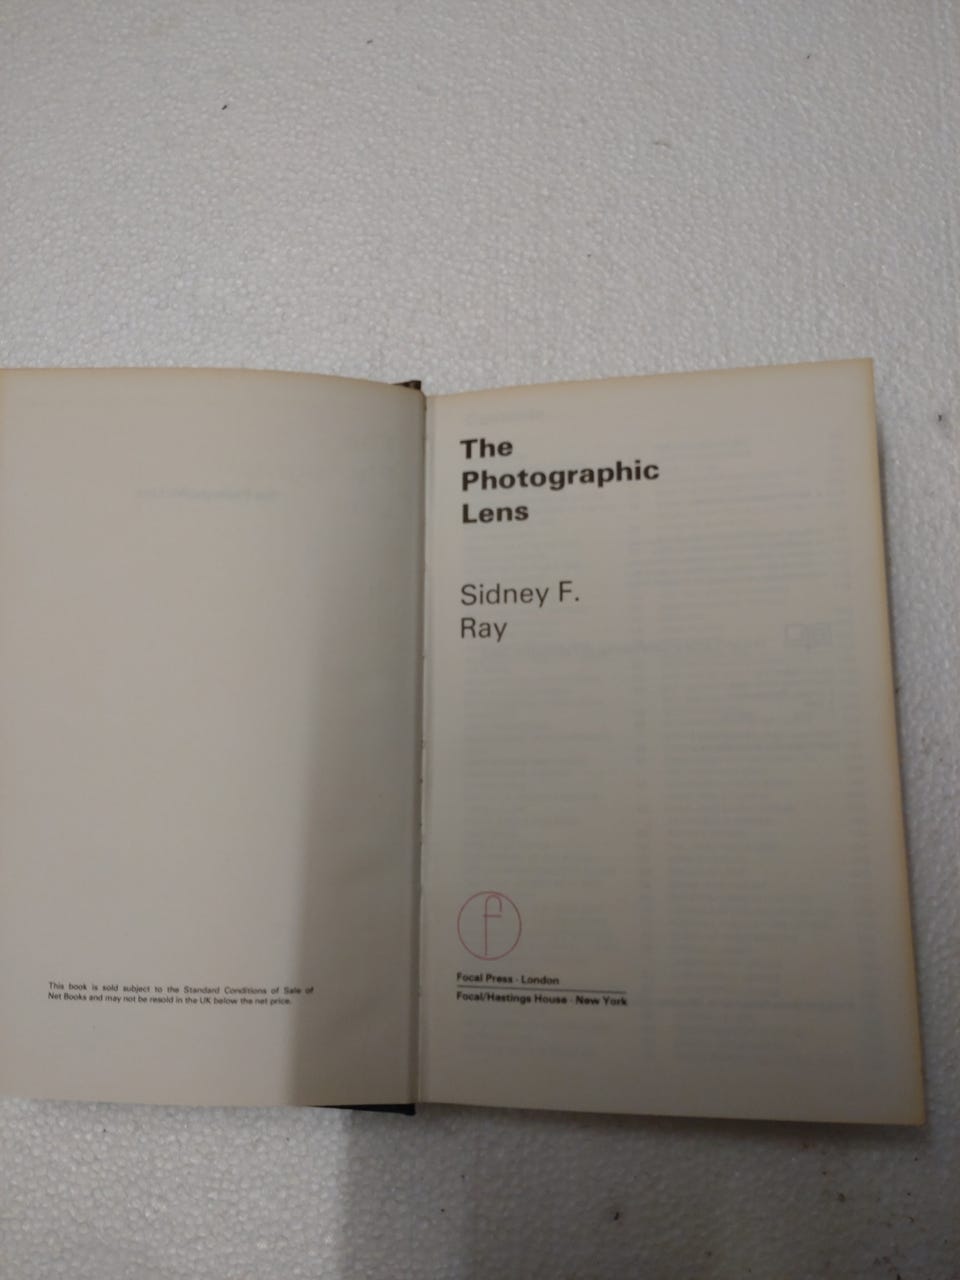 This book is sold subject to the Standard Conditions of Sale of
Net Books and may not be resold in the UK below the net price.
The
Photographic
Lens
Sidney F.
Ray
f
Focal Press · London
Focal/Hastings House · New York